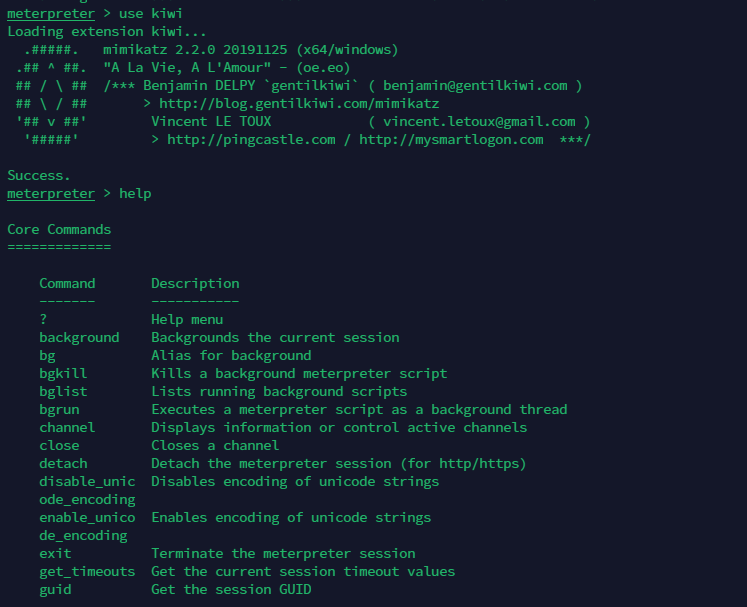 meterpreter > use kiwi
Loading extension kiwi...
  .#####.   mimikatz 2.2.0 20191125 (x64/windows)
 .## ^ ##.  "A La Vie, A L'Amour" - (oe.eo)
 ## / \ ##  /*** Benjamin DELPY `gentilkiwi` ( benjamin@gentilkiwi.com )
 ## \ / ##       > http://blog.gentilkiwi.com/mimikatz
 '## v ##'        Vincent LE TOUX            ( vincent.letoux@gmail.com )
  '#####'         > http://pingcastle.com / http://mysmartlogon.com  ***/

Success.
meterpreter > help

Core Commands
=============

    Command       Description
    -------       -----------
    ?             Help menu
    background    Backgrounds the current session
    bg            Alias for background
    bgkill        Kills a background meterpreter script
    bglist        Lists running background scripts
    bgrun         Executes a meterpreter script as a background thread
    channel       Displays information or control active channels
    close         Closes a channel
    detach        Detach the meterpreter session (for http/https)
    disable_unic  Disables encoding of unicode strings
    ode_encoding
    enable_unico  Enables encoding of unicode strings
    de_encoding
    exit          Terminate the meterpreter session
    get_timeouts  Get the current session timeout values
    guid          Get the session GUID